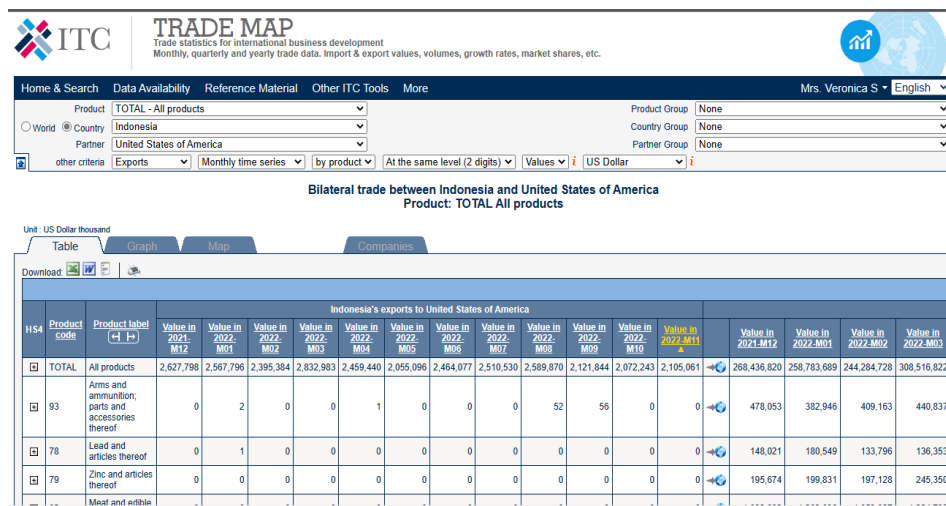 ITC
TRADE MAP
Trade statistics for international business development
Monthly, quarterly and yearly trade data. Import & export values, volumes, growth rates, market shares, etc.
Home & Search Data Availability Reference Material Other ITC Tools More Mrs. Veronica S English
Product TOTAL - All products Product Group None
World Country Indonesia Country Group None
Partner United States of America Partner Group None
other criteria Exports Monthly time series by product At the same level (2 digits) Values i US Dollar i
Bilateral trade between Indonesia and United States of America
Product: TOTAL All products
Unit : US Dollar thousand
Table Graph Map Companies
Download:
Indonesia's exports to United States of America
HS4 Product code Product label Value in 2021-M12 Value in 2022-M01 Value in 2022-M02 Value in 2022-M03 Value in 2022-M04 Value in 2022-M05 Value in 2022-M06 Value in 2022-M07 Value in 2022-M08 Value in 2022-M09 Value in 2022-M10 Value in 2022-M11 Value in 2021-M12 Value in 2022-M01 Value in 2022-M02 Value in 2022-M03
TOTAL All products 2,627,798 2,567,796 2,395,384 2,832,983 2,459,440 2,055,096 2,464,077 2,510,530 2,589,870 2,121,844 2,072,243 2,105,061 268,436,820 258,783,689 244,284,728 308,516,822
93 Arms and ammunition; parts and accessories thereof 0 2 0 0 1 0 0 0 52 56 0 0 478,053 382,946 409,163 440,837
78 Lead and articles thereof 0 1 0 0 0 0 0 0 0 0 0 0 148,021 180,549 133,796 136,353
79 Zinc and articles thereof 0 0 0 0 0 0 0 0 0 0 0 0 195,674 199,831 197,128 245,350
Meat and edible